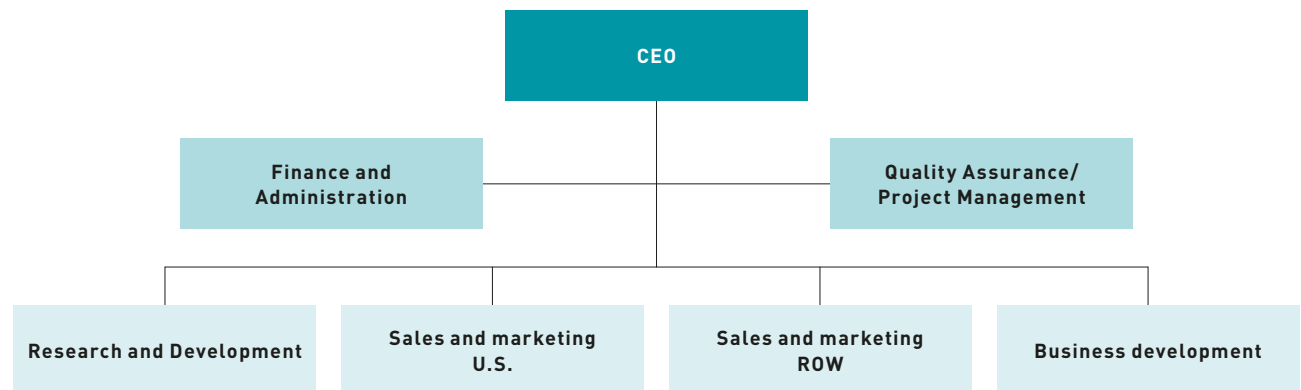 CEO
Finance and
Administration
Quality Assurance/
Project Management
Research and Development
Sales and marketing
U.S.
Sales and marketing
ROW
Business development